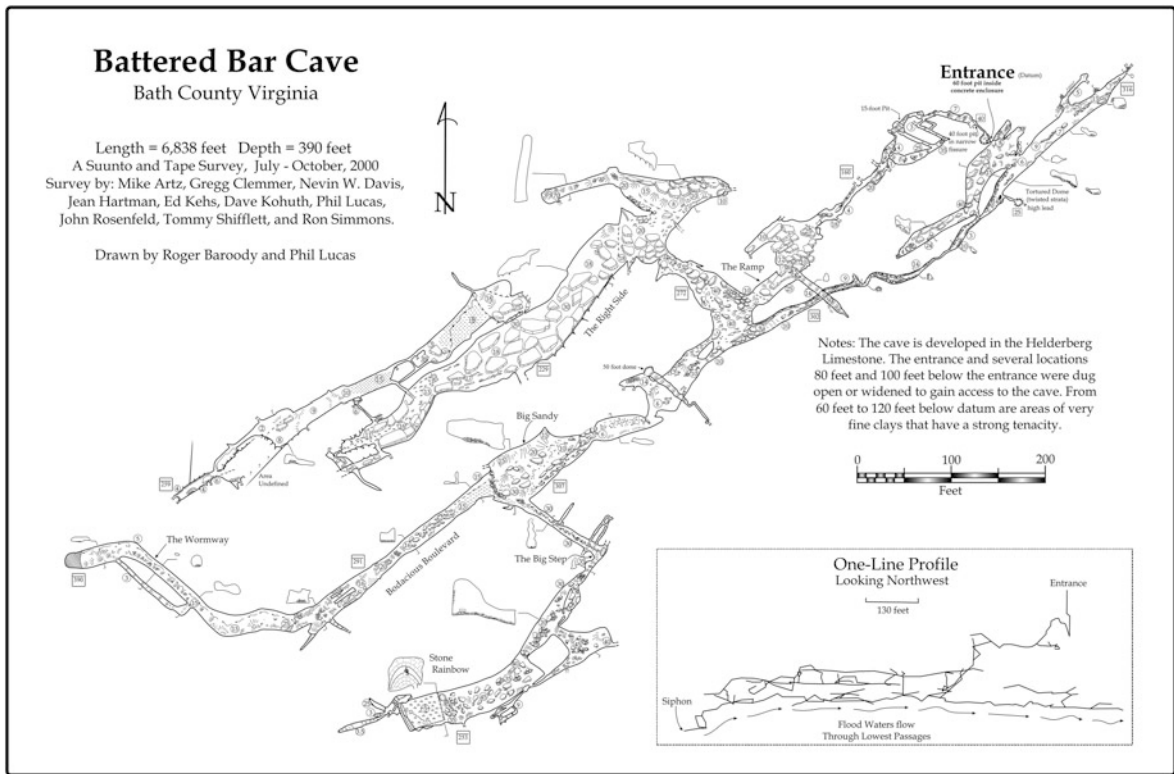 Battered Bar Cave
Bath County Virginia
Length = 6,838 feet Depth = 390 feet
A Suunto and Tape Survey, July - October, 2000
Survey by: Mike Artz, Gregg Clemmer, Nevin W. Davis,
Jean Hartman, Ed Kehs, Dave Kohuth, Phil Lucas,
John Rosenfeld, Tommy Shifflett, and Ron Simmons.
Drawn by Roger Baroody and Phil Lucas
N
Entrance (Datum)
60 foot pit inside
concrete enclosure
15-foot Pit
40 foot pit
in narrow
fissure
Tortured Dome
(twisted strata)
high lead
The Ramp
The Right Side
50 foot dome
Big Sandy
Area
Undefined
The Wormway
Bodacious Boulevard
The Big Step
Stone
Rainbow
Notes: The cave is developed in the Helderberg
Limestone. The entrance and several locations
80 feet and 100 feet below the entrance were dug
open or widened to gain access to the cave. From
60 feet to 120 feet below datum are areas of very
fine clays that have a strong tenacity.
0 100 200
Feet
One-Line Profile
Looking Northwest
130 feet
Entrance
Siphon
Flood Waters flow
Through Lowest Passages